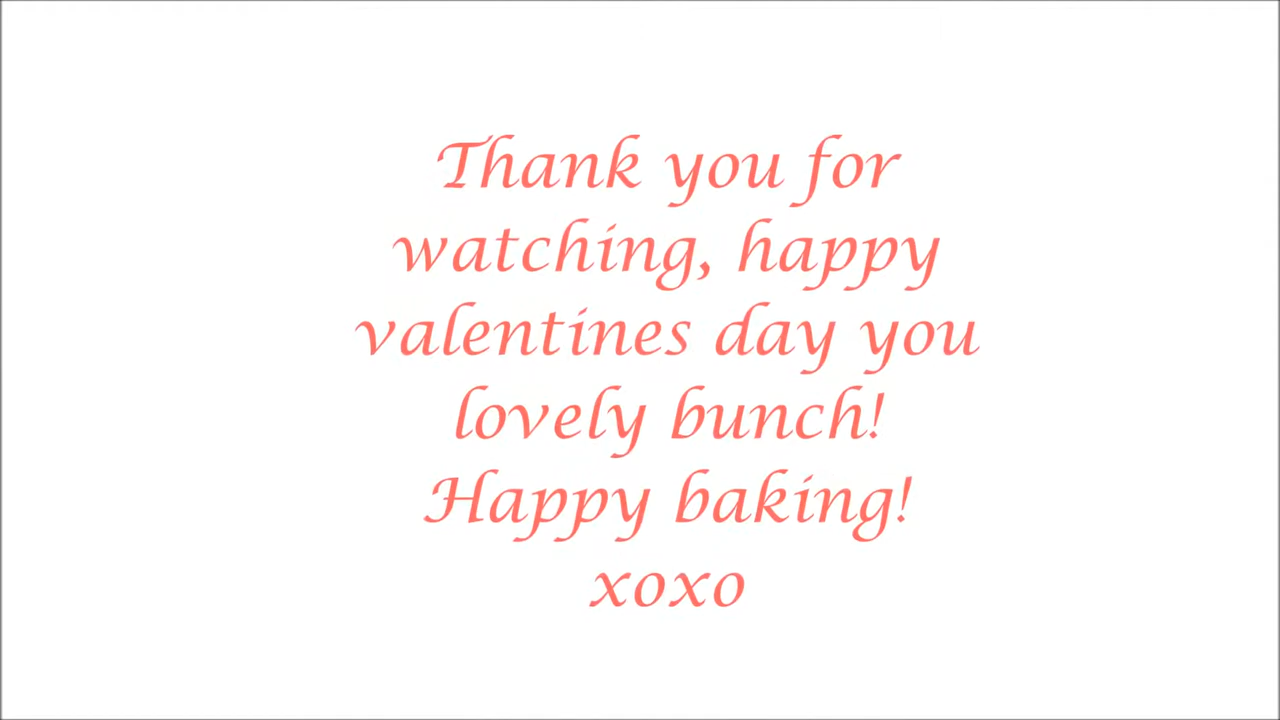 Thank you for
watching, happy
valentines day you
lovely bunch!
Happy baking!
xoxo